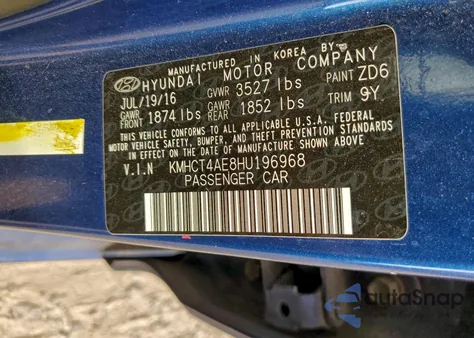 MANUFACTURED IN KOREA BY
HYUNDAI MOTOR COMPANY
JUL/19/16 GVWR 3527 lbs PAINT ZD6
GAWR FRT 1874 lbs GAWR RR 1852 lbs TRIM 9Y
THIS VEHICLE CONFORMS TO ALL APPLICABLE FEDERAL
MOTOR VEHICLE SAFETY, BUMPER, AND THEFT PREVENTION STANDARDS
IN EFFECT ON THE DATE OF MANUFACTURE SHOWN ABOVE.
V.I.N KMHCT4AE8HU196968
PASSENGER CAR
autoSnap